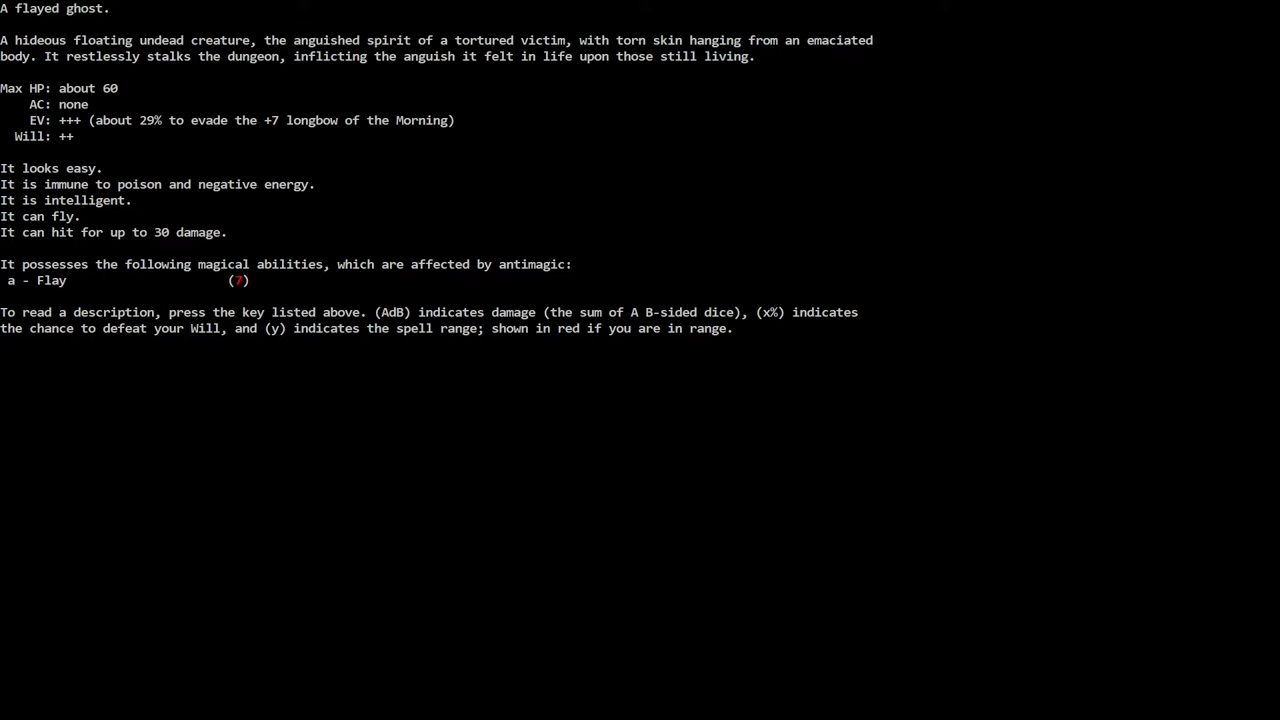 A flayed ghost.
A hideous floating undead creature, the anguished spirit of a tortured victim, with torn skin hanging from an emaciated
body. It restlessly stalks the dungeon, inflicting the anguish it felt in life upon those still living.
Max HP: about 60
AC: none
EV: +++ (about 29% to evade the +7 longbow of the Morning)
Will: ++
It looks easy.
It is immune to poison and negative energy.
It is intelligent.
It can fly.
It can hit for up to 30 damage.
It possesses the following magical abilities, which are affected by antimagic:
a - Flay (7)
To read a description, press the key listed above. (AdB) indicates damage (the sum of A B-sided dice), (x%) indicates
the chance to defeat your Will, and (y) indicates the spell range; shown in red if you are in range.